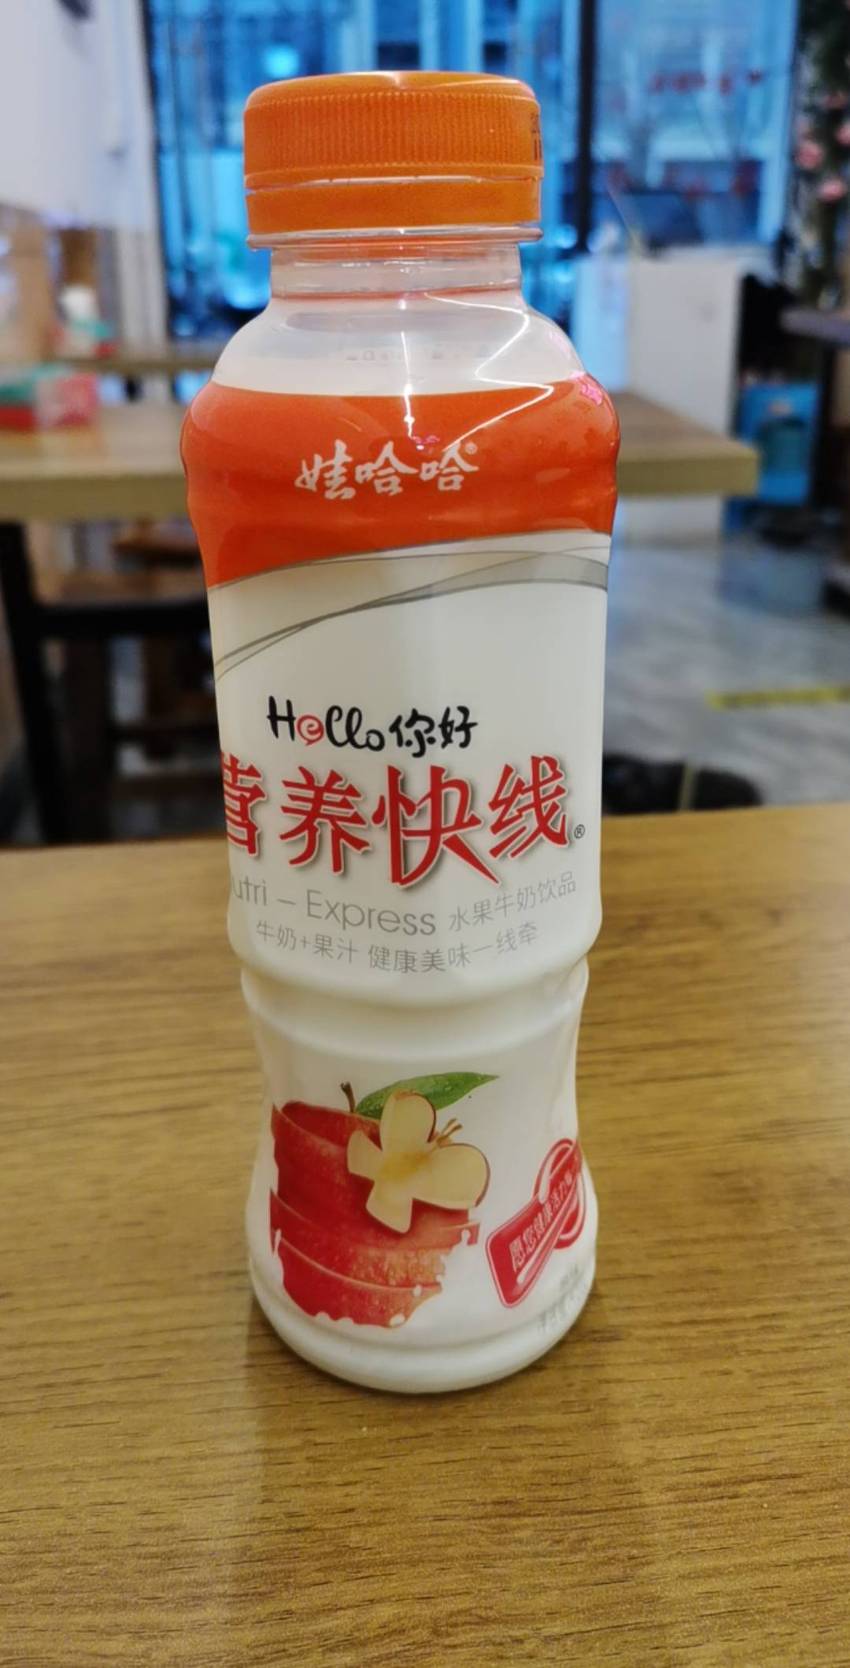 娃哈哈®
Hello你好
营养快线®
utri – Express 水果牛奶饮品
牛奶+果汁 健康美味一线牵